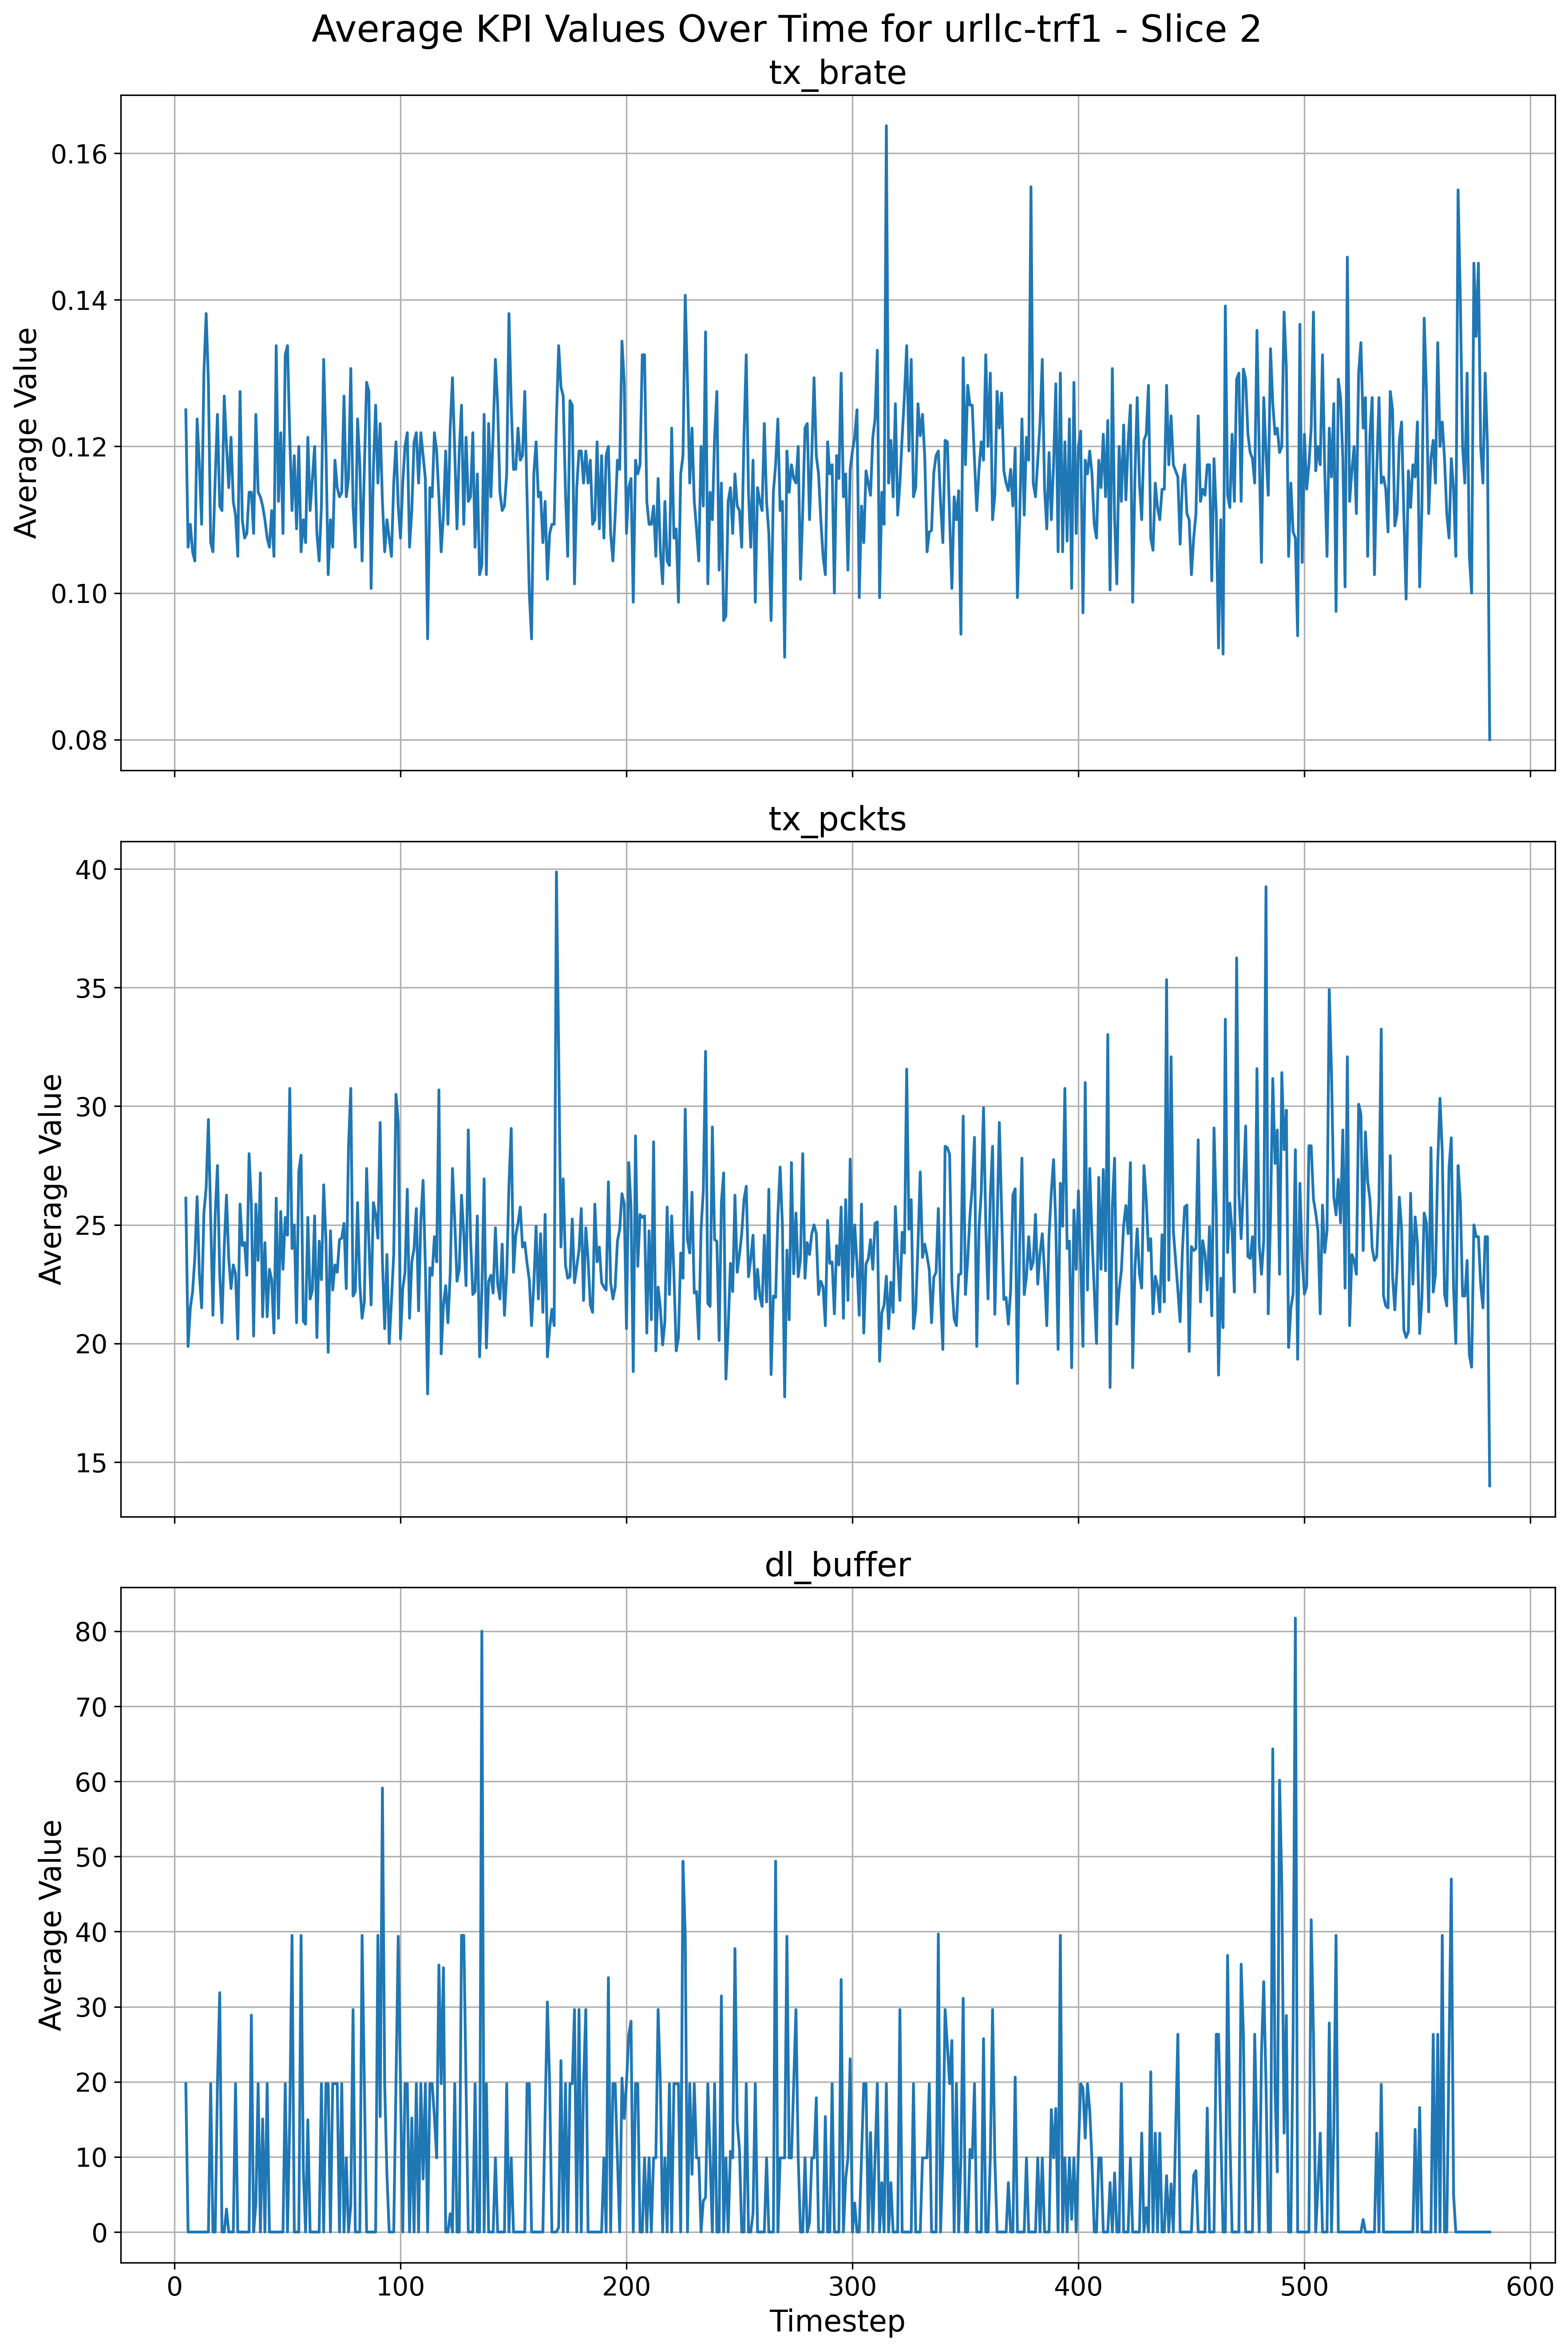 Average KPI Values Over Time for urllc-trf1 - Slice 2
tx_brate
Average Value
0.16
0.14
0.12
0.10
0.08
tx_pckts
Average Value
40
35
30
25
20
15
dl_buffer
Average Value
80
70
60
50
40
30
20
10
0
0 100 200 300 400 500 600
Timestep